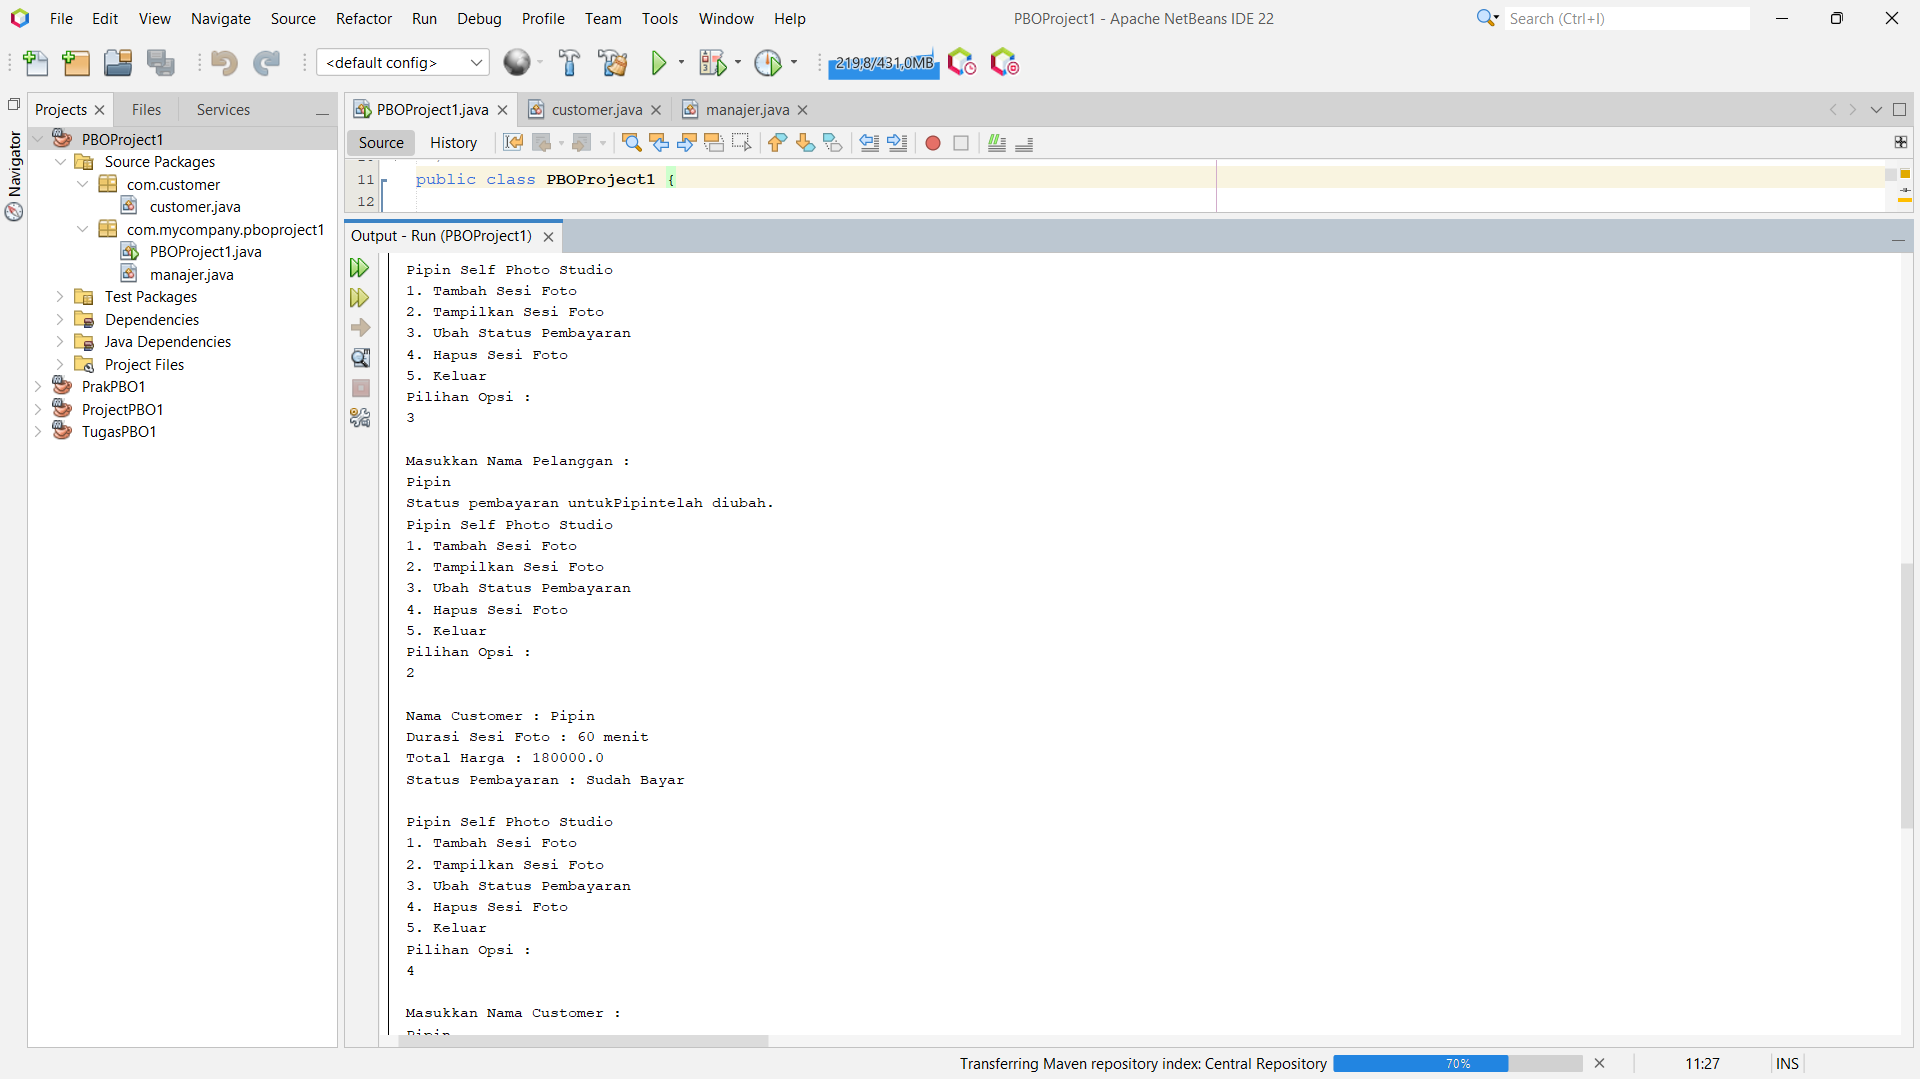 File Edit View Navigate Source Refactor Run Debug Profile Team Tools Window Help
PBOProject1 - Apache NetBeans IDE 22
Search (Ctrl+I)
<default config>
219,8/431,0MB
Projects Files Services
PBOProject1.java customer.java manajer.java
Navigator
PBOProject1
Source Packages
com.customer
customer.java
com.mycompany.pboproject1
PBOProject1.java
manajer.java
Test Packages
Dependencies
Java Dependencies
Project Files
PrakPBO1
ProjectPBO1
TugasPBO1
Source History
11 public class PBOProject1 {
12
Output - Run (PBOProject1)
Pipin Self Photo Studio
1. Tambah Sesi Foto
2. Tampilkan Sesi Foto
3. Ubah Status Pembayaran
4. Hapus Sesi Foto
5. Keluar
Pilihan Opsi :
3
Masukkan Nama Pelanggan :
Pipin
Status pembayaran untukPipintelah diubah.
Pipin Self Photo Studio
1. Tambah Sesi Foto
2. Tampilkan Sesi Foto
3. Ubah Status Pembayaran
4. Hapus Sesi Foto
5. Keluar
Pilihan Opsi :
2
Nama Customer : Pipin
Durasi Sesi Foto : 60 menit
Total Harga : 180000.0
Status Pembayaran : Sudah Bayar
Pipin Self Photo Studio
1. Tambah Sesi Foto
2. Tampilkan Sesi Foto
3. Ubah Status Pembayaran
4. Hapus Sesi Foto
5. Keluar
Pilihan Opsi :
4
Masukkan Nama Customer :
Pipin
Transferring Maven repository index: Central Repository 70% 11:27 INS